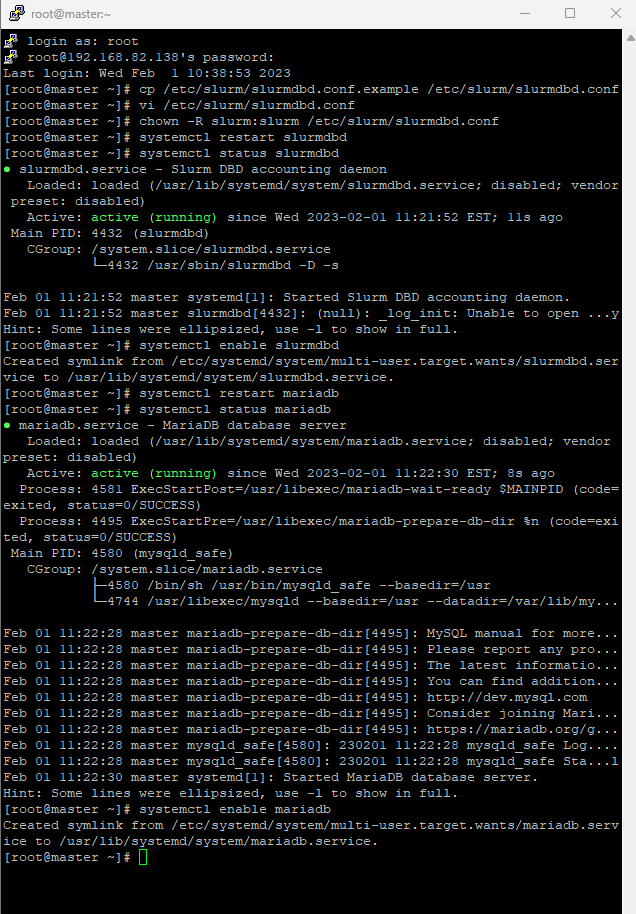 root@master:~
login as: root
root@192.168.82.138's password:
Last login: Wed Feb  1 10:38:53 2023
[root@master ~]# cp /etc/slurm/slurmdbd.conf.example /etc/slurm/slurmdbd.conf
[root@master ~]# vi /etc/slurm/slurmdbd.conf
[root@master ~]# chown -R slurm:slurm /etc/slurm/slurmdbd.conf
[root@master ~]# systemctl restart slurmdbd
[root@master ~]# systemctl status slurmdbd
● slurmdbd.service - Slurm DBD accounting daemon
   Loaded: loaded (/usr/lib/systemd/system/slurmdbd.service; disabled; vendor
 preset: disabled)
   Active: active (running) since Wed 2023-02-01 11:21:52 EST; 11s ago
 Main PID: 4432 (slurmdbd)
   CGroup: /system.slice/slurmdbd.service
           └─4432 /usr/sbin/slurmdbd -D -s

Feb 01 11:21:52 master systemd[1]: Started Slurm DBD accounting daemon.
Feb 01 11:21:52 master slurmdbd[4432]: (null): _log_init: Unable to open ...y
Hint: Some lines were ellipsized, use -l to show in full.
[root@master ~]# systemctl enable slurmdbd
Created symlink from /etc/systemd/system/multi-user.target.wants/slurmdbd.ser
vice to /usr/lib/systemd/system/slurmdbd.service.
[root@master ~]# systemctl restart mariadb
[root@master ~]# systemctl status mariadb
● mariadb.service - MariaDB database server
   Loaded: loaded (/usr/lib/systemd/system/mariadb.service; disabled; vendor
preset: disabled)
   Active: active (running) since Wed 2023-02-01 11:22:30 EST; 8s ago
  Process: 4581 ExecStartPost=/usr/libexec/mariadb-wait-ready $MAINPID (code=
exited, status=0/SUCCESS)
  Process: 4495 ExecStartPre=/usr/libexec/mariadb-prepare-db-dir %n (code=exi
ted, status=0/SUCCESS)
 Main PID: 4580 (mysqld_safe)
   CGroup: /system.slice/mariadb.service
           ├─4580 /bin/sh /usr/bin/mysqld_safe --basedir=/usr
           └─4744 /usr/libexec/mysqld --basedir=/usr --datadir=/var/lib/my...

Feb 01 11:22:28 master mariadb-prepare-db-dir[4495]: MySQL manual for more...
Feb 01 11:22:28 master mariadb-prepare-db-dir[4495]: Please report any pro...
Feb 01 11:22:28 master mariadb-prepare-db-dir[4495]: The latest informatio...
Feb 01 11:22:28 master mariadb-prepare-db-dir[4495]: You can find addition...
Feb 01 11:22:28 master mariadb-prepare-db-dir[4495]: http://dev.mysql.com
Feb 01 11:22:28 master mariadb-prepare-db-dir[4495]: Consider joining Mari...
Feb 01 11:22:28 master mariadb-prepare-db-dir[4495]: https://mariadb.org/g...
Feb 01 11:22:28 master mysqld_safe[4580]: 230201 11:22:28 mysqld_safe Log....
Feb 01 11:22:28 master mysqld_safe[4580]: 230201 11:22:28 mysqld_safe Sta...l
Feb 01 11:22:30 master systemd[1]: Started MariaDB database server.
Hint: Some lines were ellipsized, use -l to show in full.
[root@master ~]# systemctl enable mariadb
Created symlink from /etc/systemd/system/multi-user.target.wants/mariadb.serv
ice to /usr/lib/systemd/system/mariadb.service.
[root@master ~]#